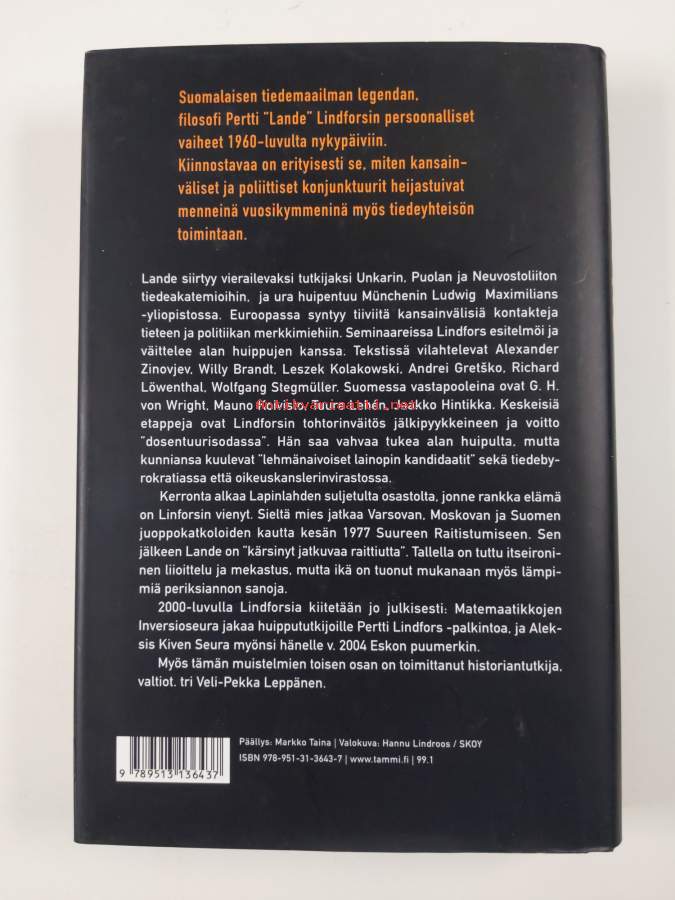 Suomalaisen tiedemaailman legendan,
filosofi Pertti "Lande" Lindforsin persoonalliset
vaiheet 1960-luvulta nykypäiviin.
Kiinnostavaa on erityisesti se, miten kansain-
väliset ja poliittiset konjunktuurit heijastuivat
menneinä vuosikymmeninä myös tiedeyhteisön
toimintaan.
Lande siirtyy vierailevaksi tutkijaksi Unkarin, Puolan ja Neuvostoliiton
tiedeakatemioihin, ja ura huipentuu Münchenin Ludwig Maximilians
-yliopistossa. Euroopassa syntyy tiiviitä kansainvälisiä kontakteja
tieteen ja politiikan merkkimiehiin. Seminaareissa Lindfors esitelmöi ja
väittelee alan huippujen kanssa. Tekstissä vilahtelevat Alexander
Zinovjev, Willy Brandt, Leszek Kolakowski, Andrei Gretško, Richard
Löwenthal, Wolfgang Stegmüller. Suomessa vastapooleina ovat G. H.
von Wright, Mauno Koivisto, Tuure Lehén, Jaakko Hintikka. Keskeisiä
etappeja ovat Lindforsin tohtorinväitös jälkipyykkeineen ja voitto
"dosentuurisodassa". Hän saa vahvaa tukea alan huipulta, mutta
kunniansa kuulevat "lehmänaivoiset lainopin kandidaatit" sekä tiedeby-
rokratiassa että oikeuskanslerinvirastossa.
Kerronta alkaa Lapinlahden suljetulta osastolta, jonne rankka elämä
on Linforsin vienyt. Sieltä mies jatkaa Varsovan, Moskovan ja Suomen
juoppokatkoloiden kautta kesän 1977 Suureen Raitistumiseen. Sen
jälkeen Lande on "kärsinyt jatkuvaa raittiutta". Tallella on tuttu itseironi-
nen liioittelu ja mekastus, mutta ikä on tuonut mukanaan myös lämpi-
miä periksiannon sanoja.
2000-luvulla Lindforsia kiitetään jo julkisesti: Matemaatikkojen
Inversioseura jakaa huippututkijoille Pertti Lindfors -palkintoa, ja Alek-
sis Kiven Seura myönsi hänelle v. 2004 Eskon puumerkin.
Myös tämän muistelmien toisen osan on toimittanut historiantutkija,
valtiot. tri Veli-Pekka Leppänen.
Päällys: Markko Taina | Valokuva: Hannu Lindroos / SKOY
ISBN 978-951-31-3643-7 | www.tammi.fi | 99.1
9 789513 136437